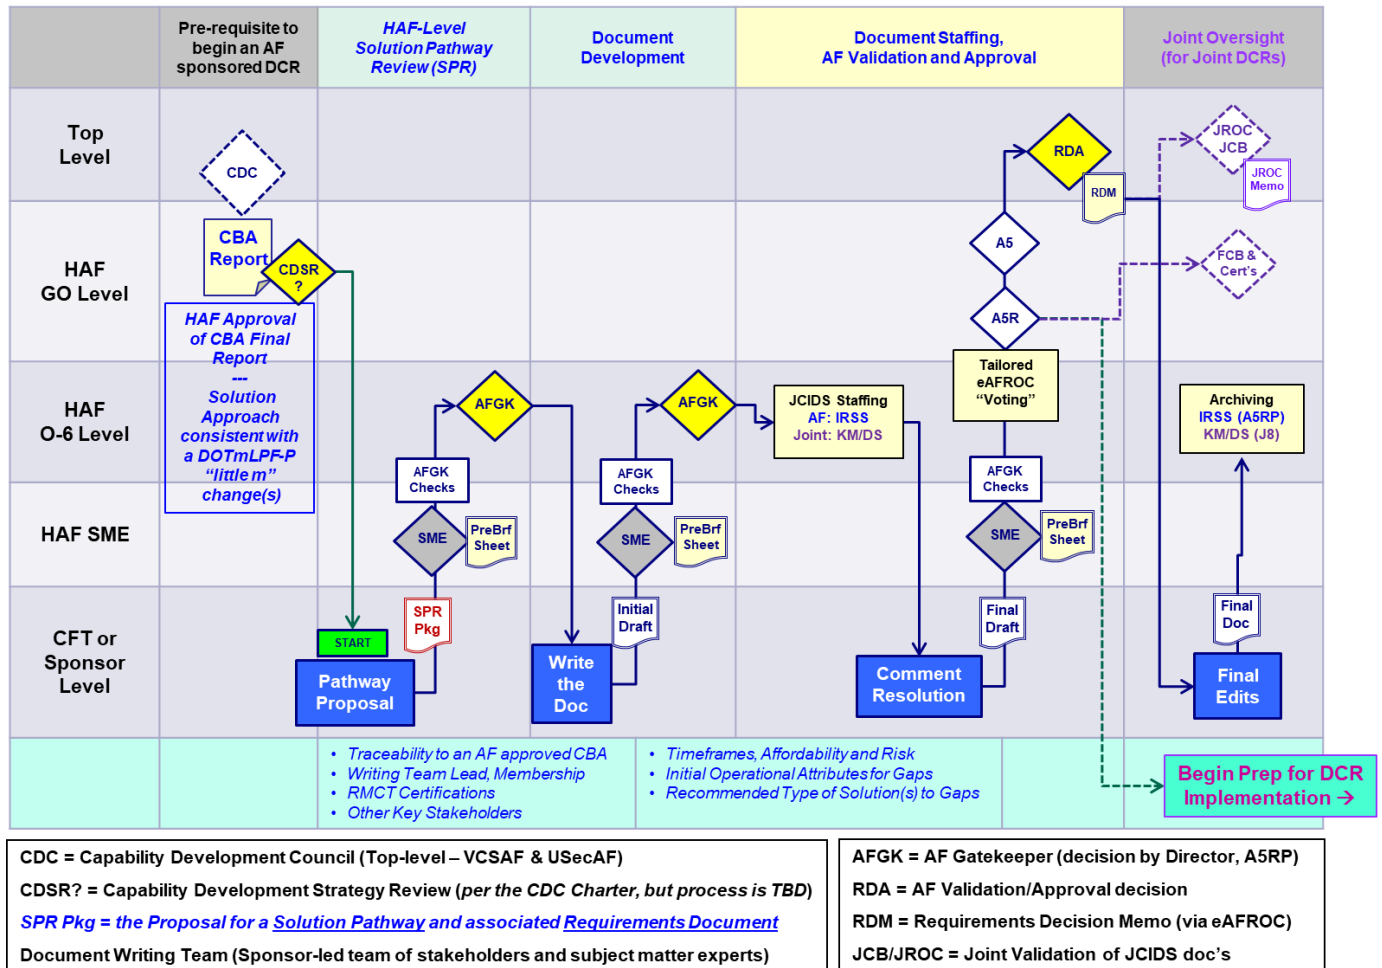 Pre-requisite to
begin an AF
sponsored DCR
HAF-Level
Solution Pathway
Review (SPR)
Document
Development
Document Staffing,
AF Validation and Approval
Joint Oversight
(for Joint DCRs)
Top
Level
CDC
RDA
RDM
JROC
JCB
JROC
Memo
HAF
GO Level
CBA
Report
CDSR
?
HAF Approval
of CBA Final
Report
---
Solution
Approach
consistent with
a DOTmLPF-P
“little m”
change(s)
A5
A5R
FCB &
Cert’s
HAF
O-6 Level
AFGK
AFGK
Checks
AFGK
AFGK
Checks
JCIDS Staffing
AF: IRSS
Joint: KM/DS
Tailored
eAFROC
“Voting”
AFGK
Checks
Archiving
IRSS (A5RP)
KM/DS (J8)
HAF SME
SME
PreBrf
Sheet
SME
PreBrf
Sheet
SME
PreBrf
Sheet
CFT or
Sponsor
Level
START
Pathway
Proposal
SPR
Pkg
Write
the
Doc
Initial
Draft
Comment
Resolution
Final
Draft
Final
Doc
Final
Edits
• Traceability to an AF approved CBA
• Writing Team Lead, Membership
• RMCT Certifications
• Other Key Stakeholders
• Timeframes, Affordability and Risk
• Initial Operational Attributes for Gaps
• Recommended Type of Solution(s) to Gaps
Begin Prep for DCR
Implementation →
CDC = Capability Development Council (Top-level – VCSAF & USecAF)
CDSR? = Capability Development Strategy Review (per the CDC Charter, but process is TBD)
SPR Pkg = the Proposal for a Solution Pathway and associated Requirements Document
Document Writing Team (Sponsor-led team of stakeholders and subject matter experts)
AFGK = AF Gatekeeper (decision by Director, A5RP)
RDA = AF Validation/Approval decision
RDM = Requirements Decision Memo (via eAFROC)
JCB/JROC = Joint Validation of JCIDS doc’s